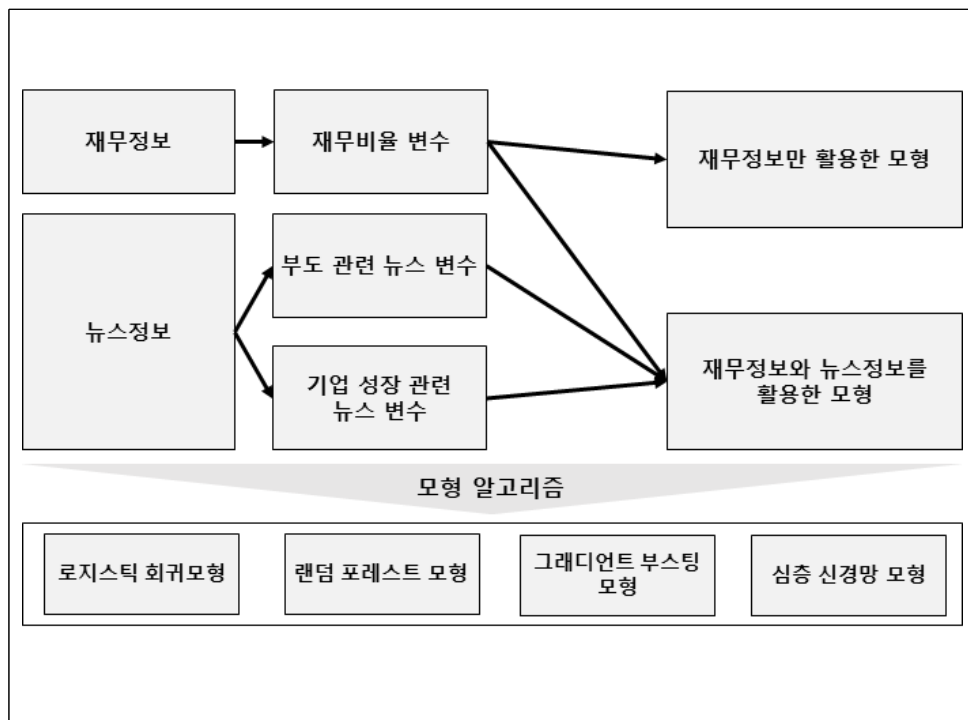 재무정보
재무비율 변수
재무정보만 활용한 모형
뉴스정보
부도 관련 뉴스 변수
기업 성장 관련
뉴스 변수
재무정보와 뉴스정보를
활용한 모형
모형 알고리즘
로지스틱 회귀모형
랜덤 포레스트 모형
그래디언트 부스팅
모형
심층 신경망 모형